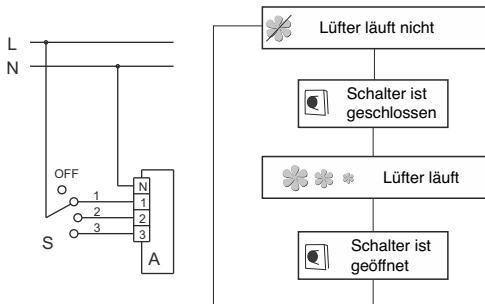 L
N
OFF
1
2
3
S
N
1
2
3
A
Lüfter läuft nicht
Schalter ist
geschlossen
Lüfter läuft
Schalter ist
geöffnet